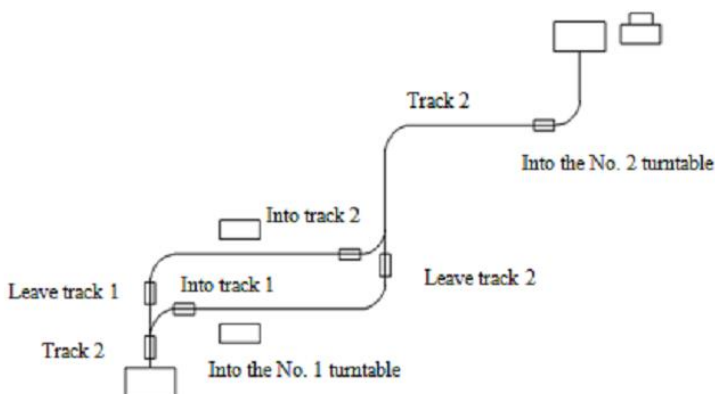 Track 2
Into the No. 2 turntable
Into track 2
Leave track 1
Into track 1
Leave track 2
Track 2
Into the No. 1 turntable